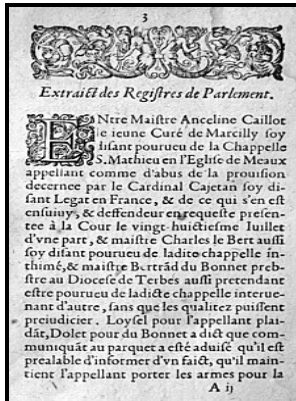 3
Extraict des Registres de Parlement.
ENtre Maistre Anceline Caillot
le ieune Curé de Marcilly soy
disant pourueu de la Chappelle
S. Mathieu en l'Eglise de Meaux
appellant comme d'abus de la prouision
decernee par le Cardinal Cajetan soy di-
sant Legat en France, & de ce qui s'en est
ensuiuy, & deffendeur en requeste presen-
tee à la Cour le vingt-huictiesme Iuillet
d'vne part, & maistre Charles le Bert aussi
soy disant pourueu de ladite chappelle in-
thimé, & maistre Bertrãd du Bonnet preb-
stre au Diocese de Terbes aussi pretendant
estre pourueu de ladicte chappelle interue-
nant d'autre, sans que les qualitez puissent
preiudicier. Loysel pour l'appellant plai-
dãt, Dolet pour du Bonnet a dict que com-
muniquãt au parquet a esté aduisé qu'il est
prealable d'informer d'vn faict, qu'il main-
tient l'appellant porter les armes pour la
A ij